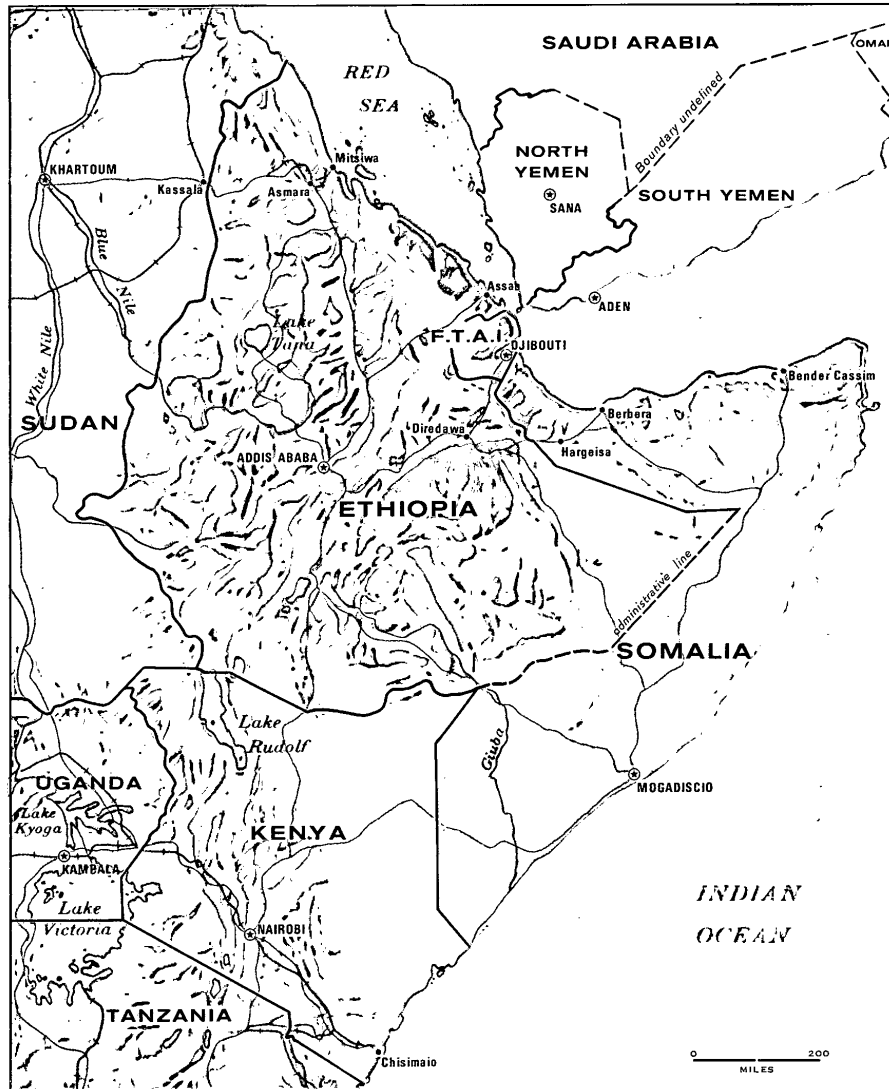 SAUDI ARABIA
OMAN
RED
SEA
Boundary undefined
NORTH
YEMEN
SANA
SOUTH YEMEN
Mitsiwa
KHARTOUM
Kassala
Asmara
Blue
Nile
White Nile
Assab
ADEN
Lake
Tana
F.T.A.I.
DJIBOUTI
Bender Cassim
SUDAN
Berbera
Diredawa
Hargeisa
ADDIS ABABA
ETHIOPIA
administrative line
SOMALIA
Lake
Rudolf
Giuba
MOGADISCIO
UGANDA
Lake
Kyoga
KENYA
KAMBALA
Lake
Victoria
NAIROBI
INDIAN
OCEAN
TANZANIA
Chisimaio
0 200
MILES